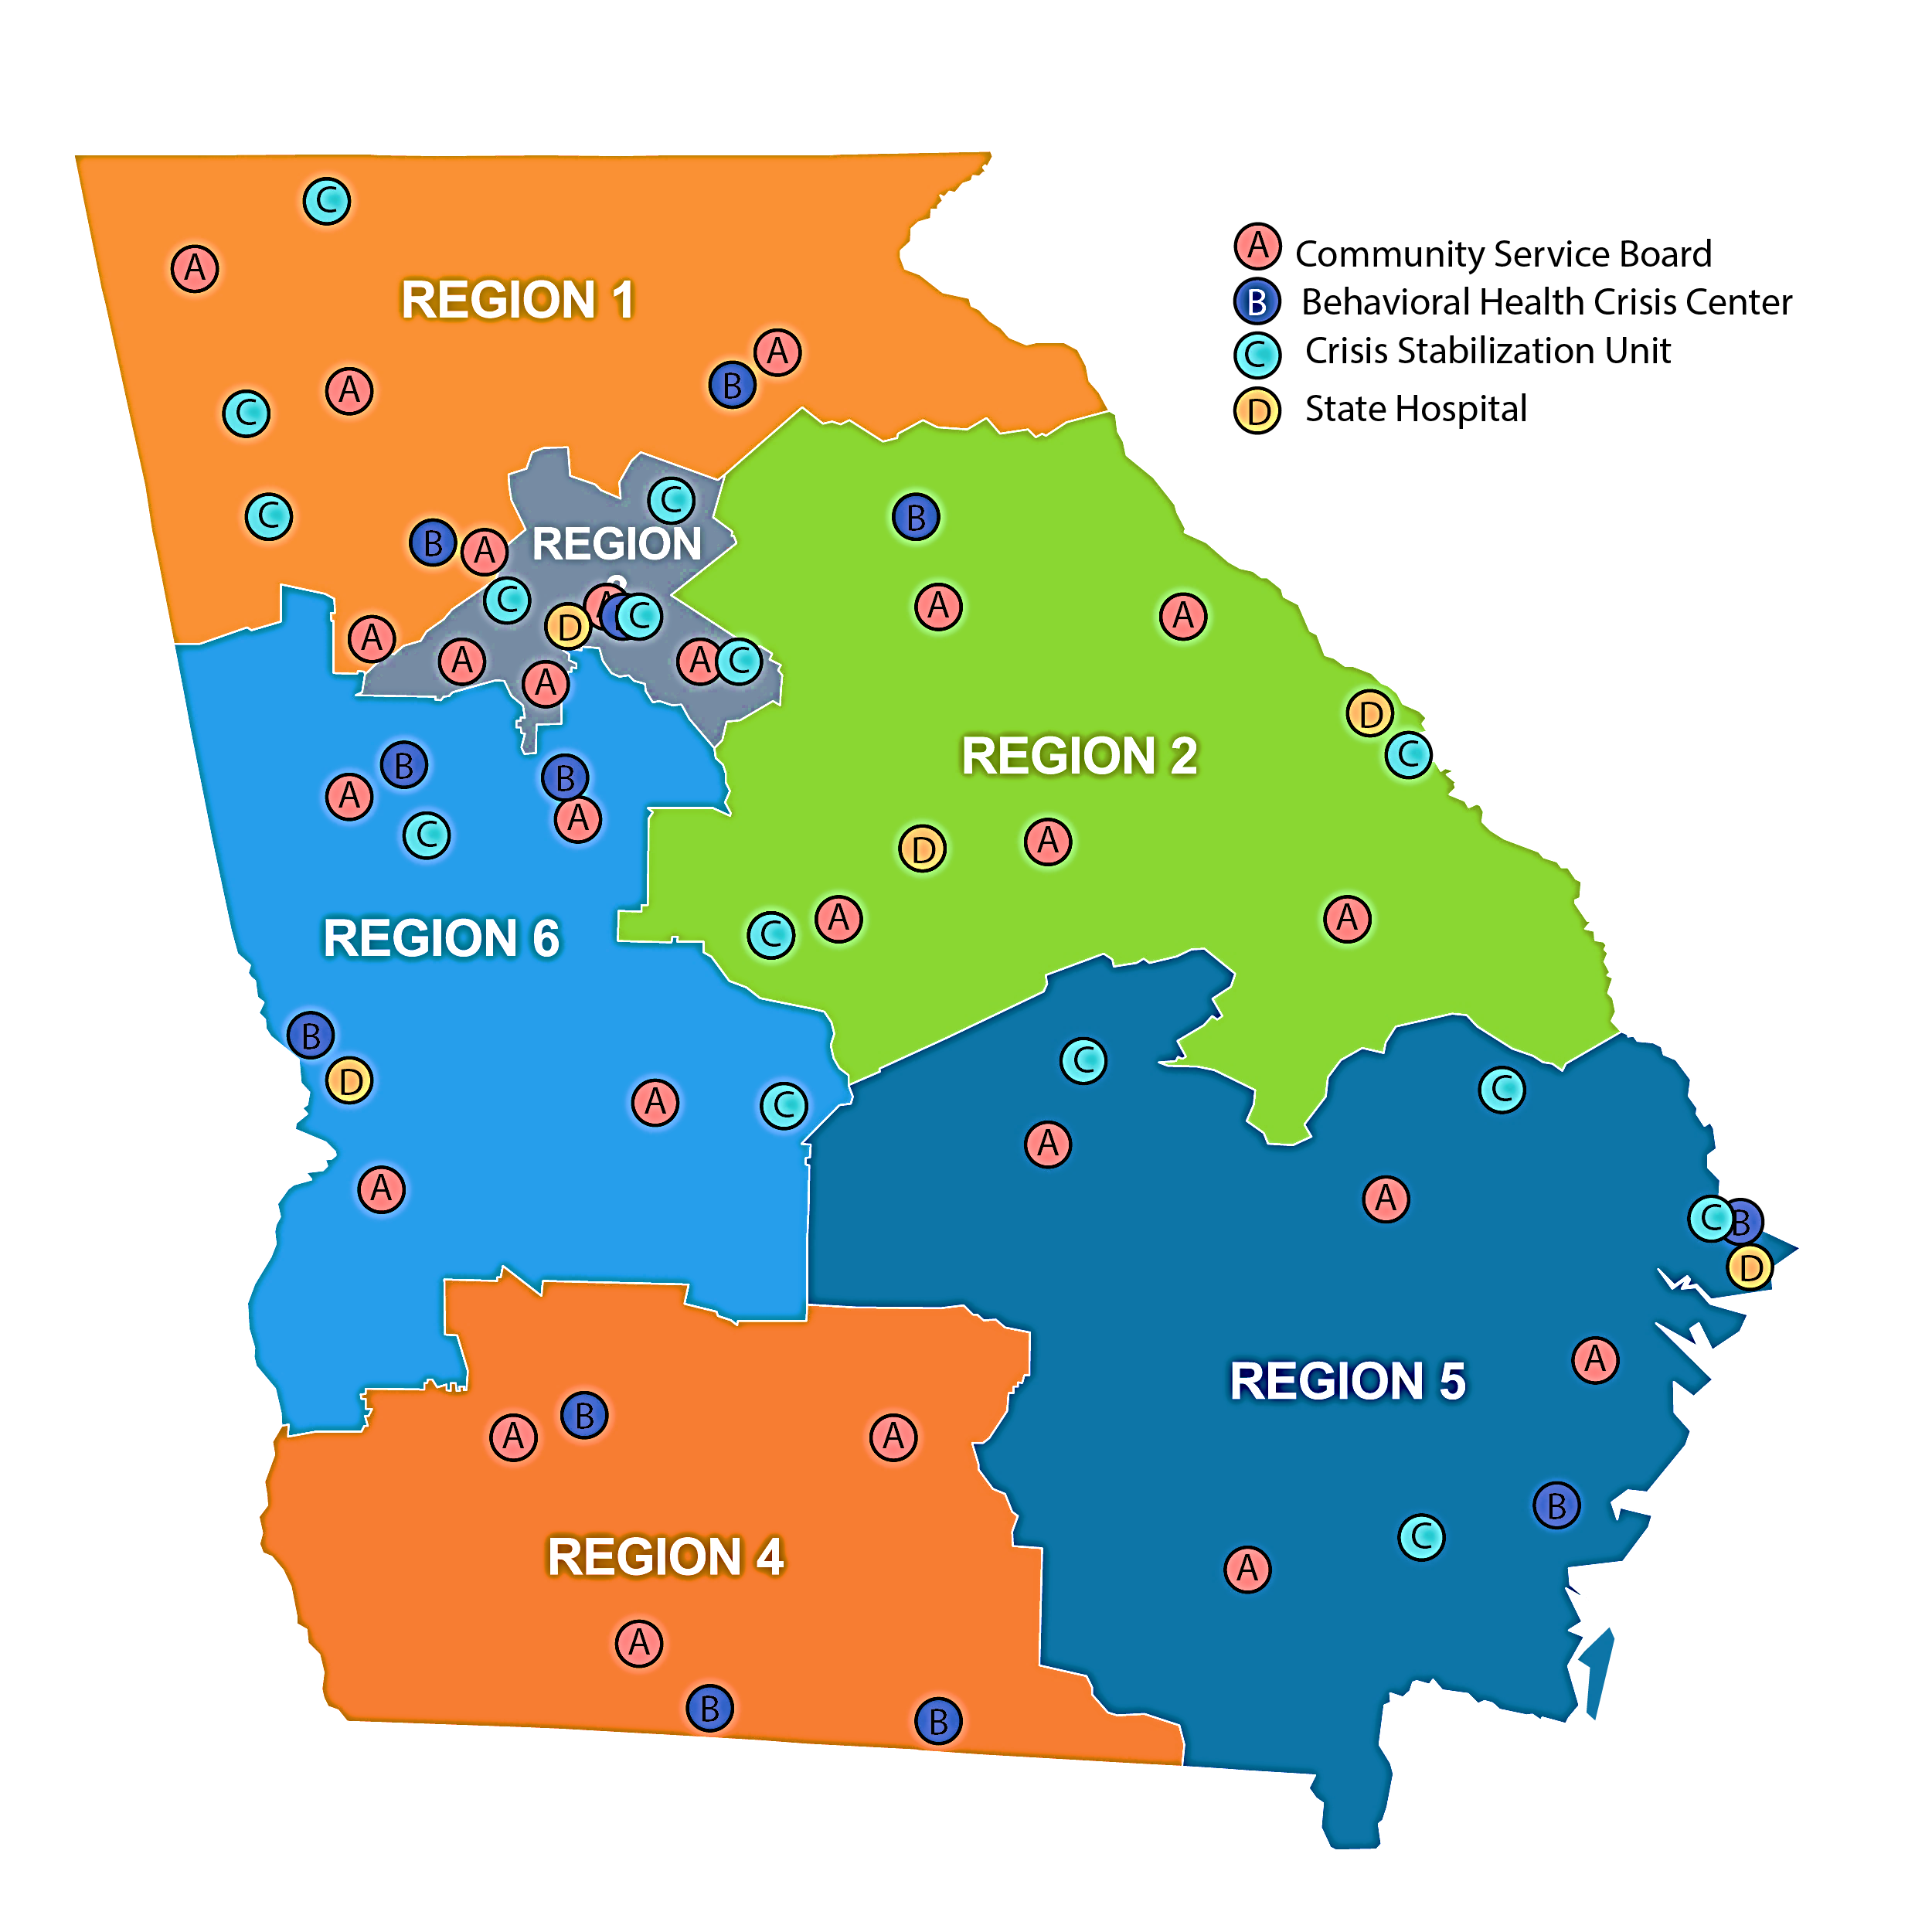 C
A
REGION 1
A Community Service Board
B Behavioral Health Crisis Center
C Crisis Stabilization Unit
D State Hospital
A
B
A
C
C
C
B
B
A
REGION
C
A
C
A
D
A
A
A
A
C
A
D
C
REGION 2
B
B
A
A
C
D
A
C
A
A
REGION 6
B
D
C
C
A
C
A
A
A
C
B
D
A
REGION 5
A
B
A
B
C
REGION 4
A
A
B
B